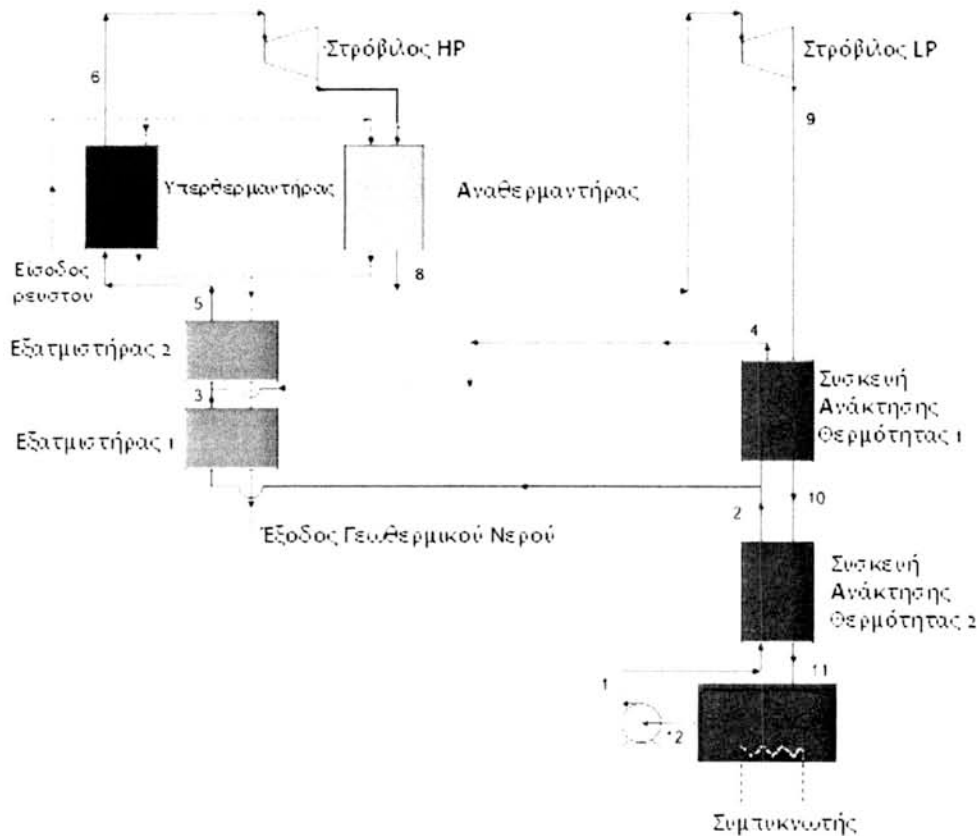 Στρόβιλος HP
Στρόβιλος LP
6
9
Υπερθερμαντήρας
Αναθερμαντήρας
Είσοδος
ρευστου
8
5
4
Εξατμιστήρας 2
3
Εξατμιστήρας 1
Συσκευή
Ανάκτησης
Θερμότητας 1
10
2
Έξοδος Γεωθερμικού Νερού
Συσκευή
Ανάκτησης
Θερμότητας 2
11
1
12
Συμπυκνωτής